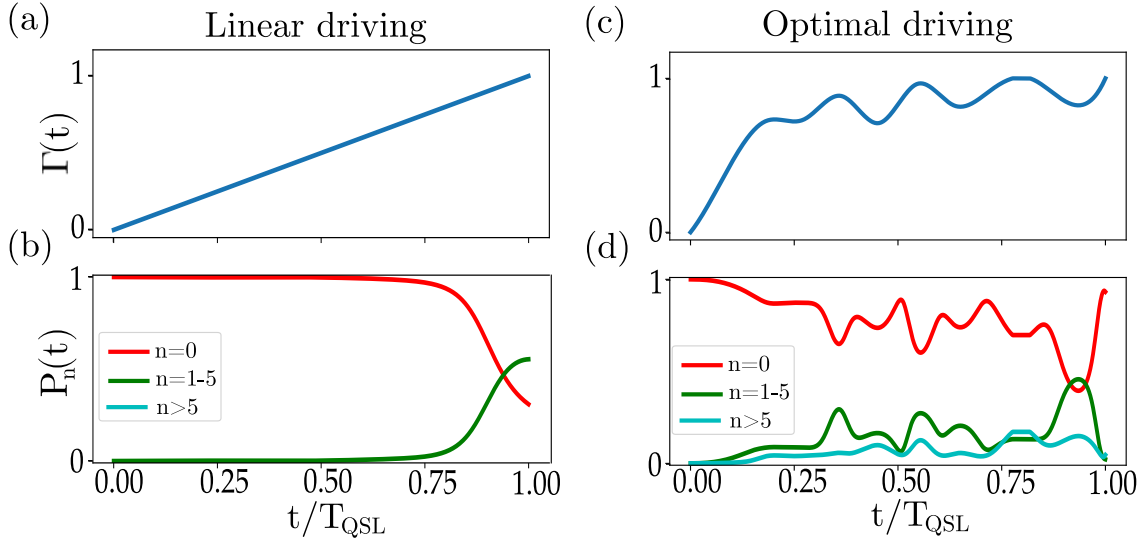 (a)
Linear driving
1
Γ(t)
0
(b)
1
P_n(t)
n=0
n=1-5
n>5
0
0.00 0.25 0.50 0.75 1.00
t/T_QSL
(c)
Optimal driving
1
0
(d)
1
n=0
n=1-5
n>5
0
0.00 0.25 0.50 0.75 1.00
t/T_QSL